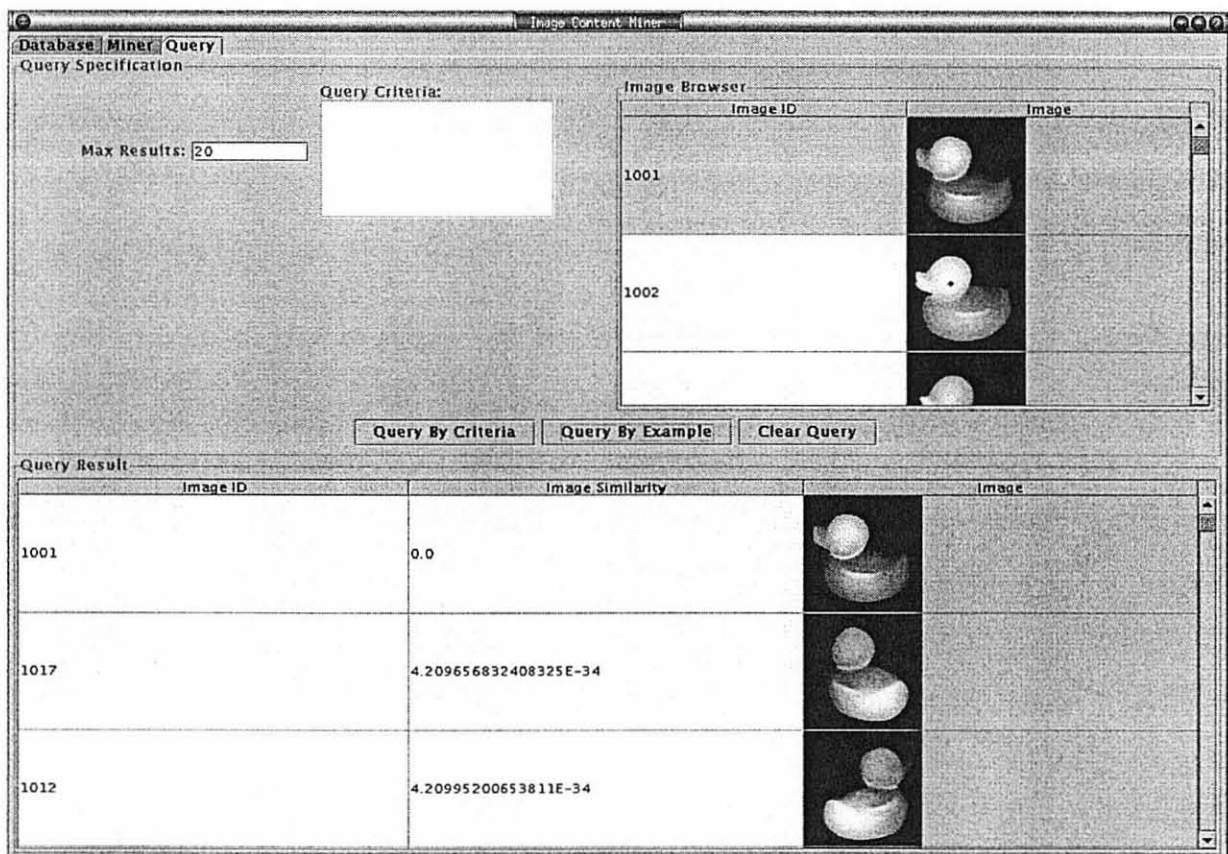 Image Content Miner
Database Miner Query
Query Specification
Query Criteria:
Max Results: 20
Image Browser
Image ID Image
1001
1002
Query By Criteria Query By Example Clear Query
Query Result
Image ID Image Similarity Image
1001 0.0
1017 4.209656832408325E-34
1012 4.20995200653811E-34